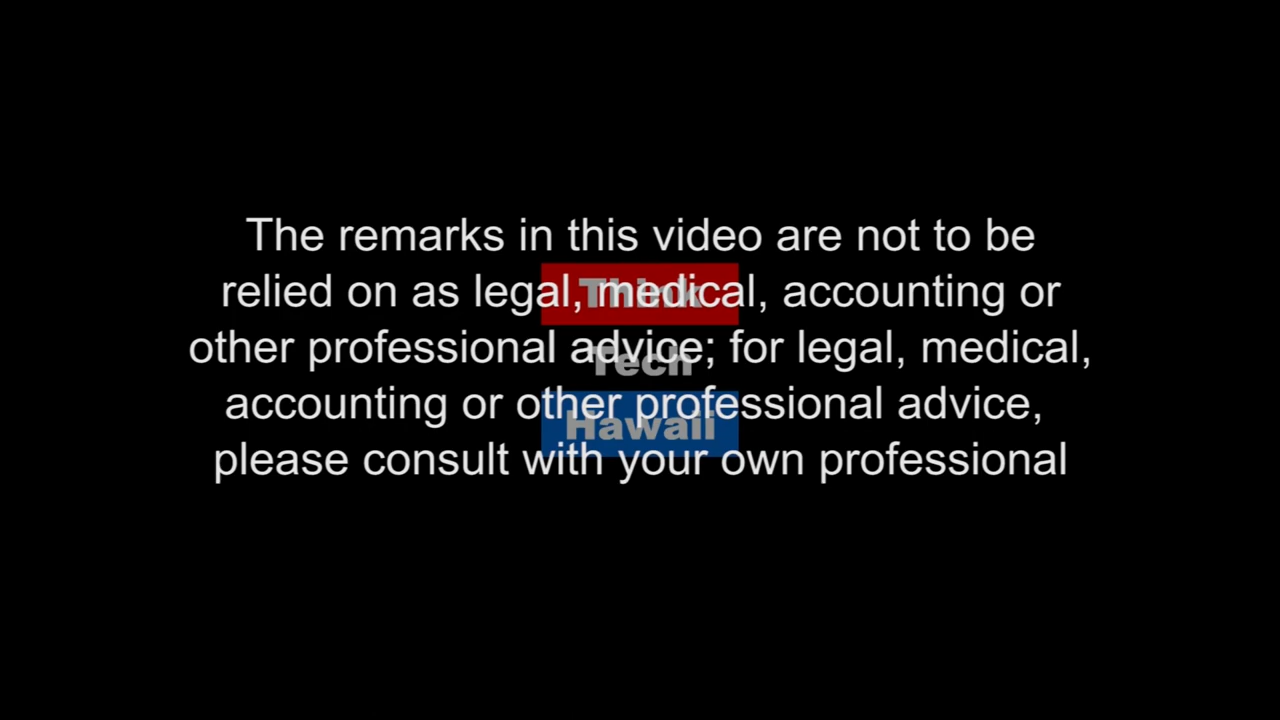 The remarks in this video are not to be
relied on as legal, medical, accounting or
other professional advice; for legal, medical,
accounting or other professional advice,
please consult with your own professional
Think
Tech
Hawaii